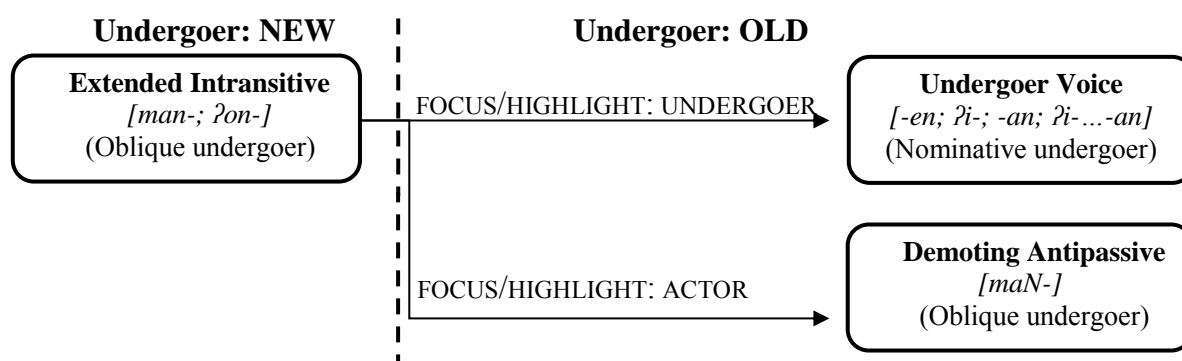 Undergoer: NEW
Undergoer: OLD
Extended Intransitive
[man-; ʔon-]
(Oblique undergoer)
FOCUS/HIGHLIGHT: UNDERGOER
Undergoer Voice
[-en; ʔi-; -an; ʔi-…-an]
(Nominative undergoer)
FOCUS/HIGHLIGHT: ACTOR
Demoting Antipassive
[maN-]
(Oblique undergoer)